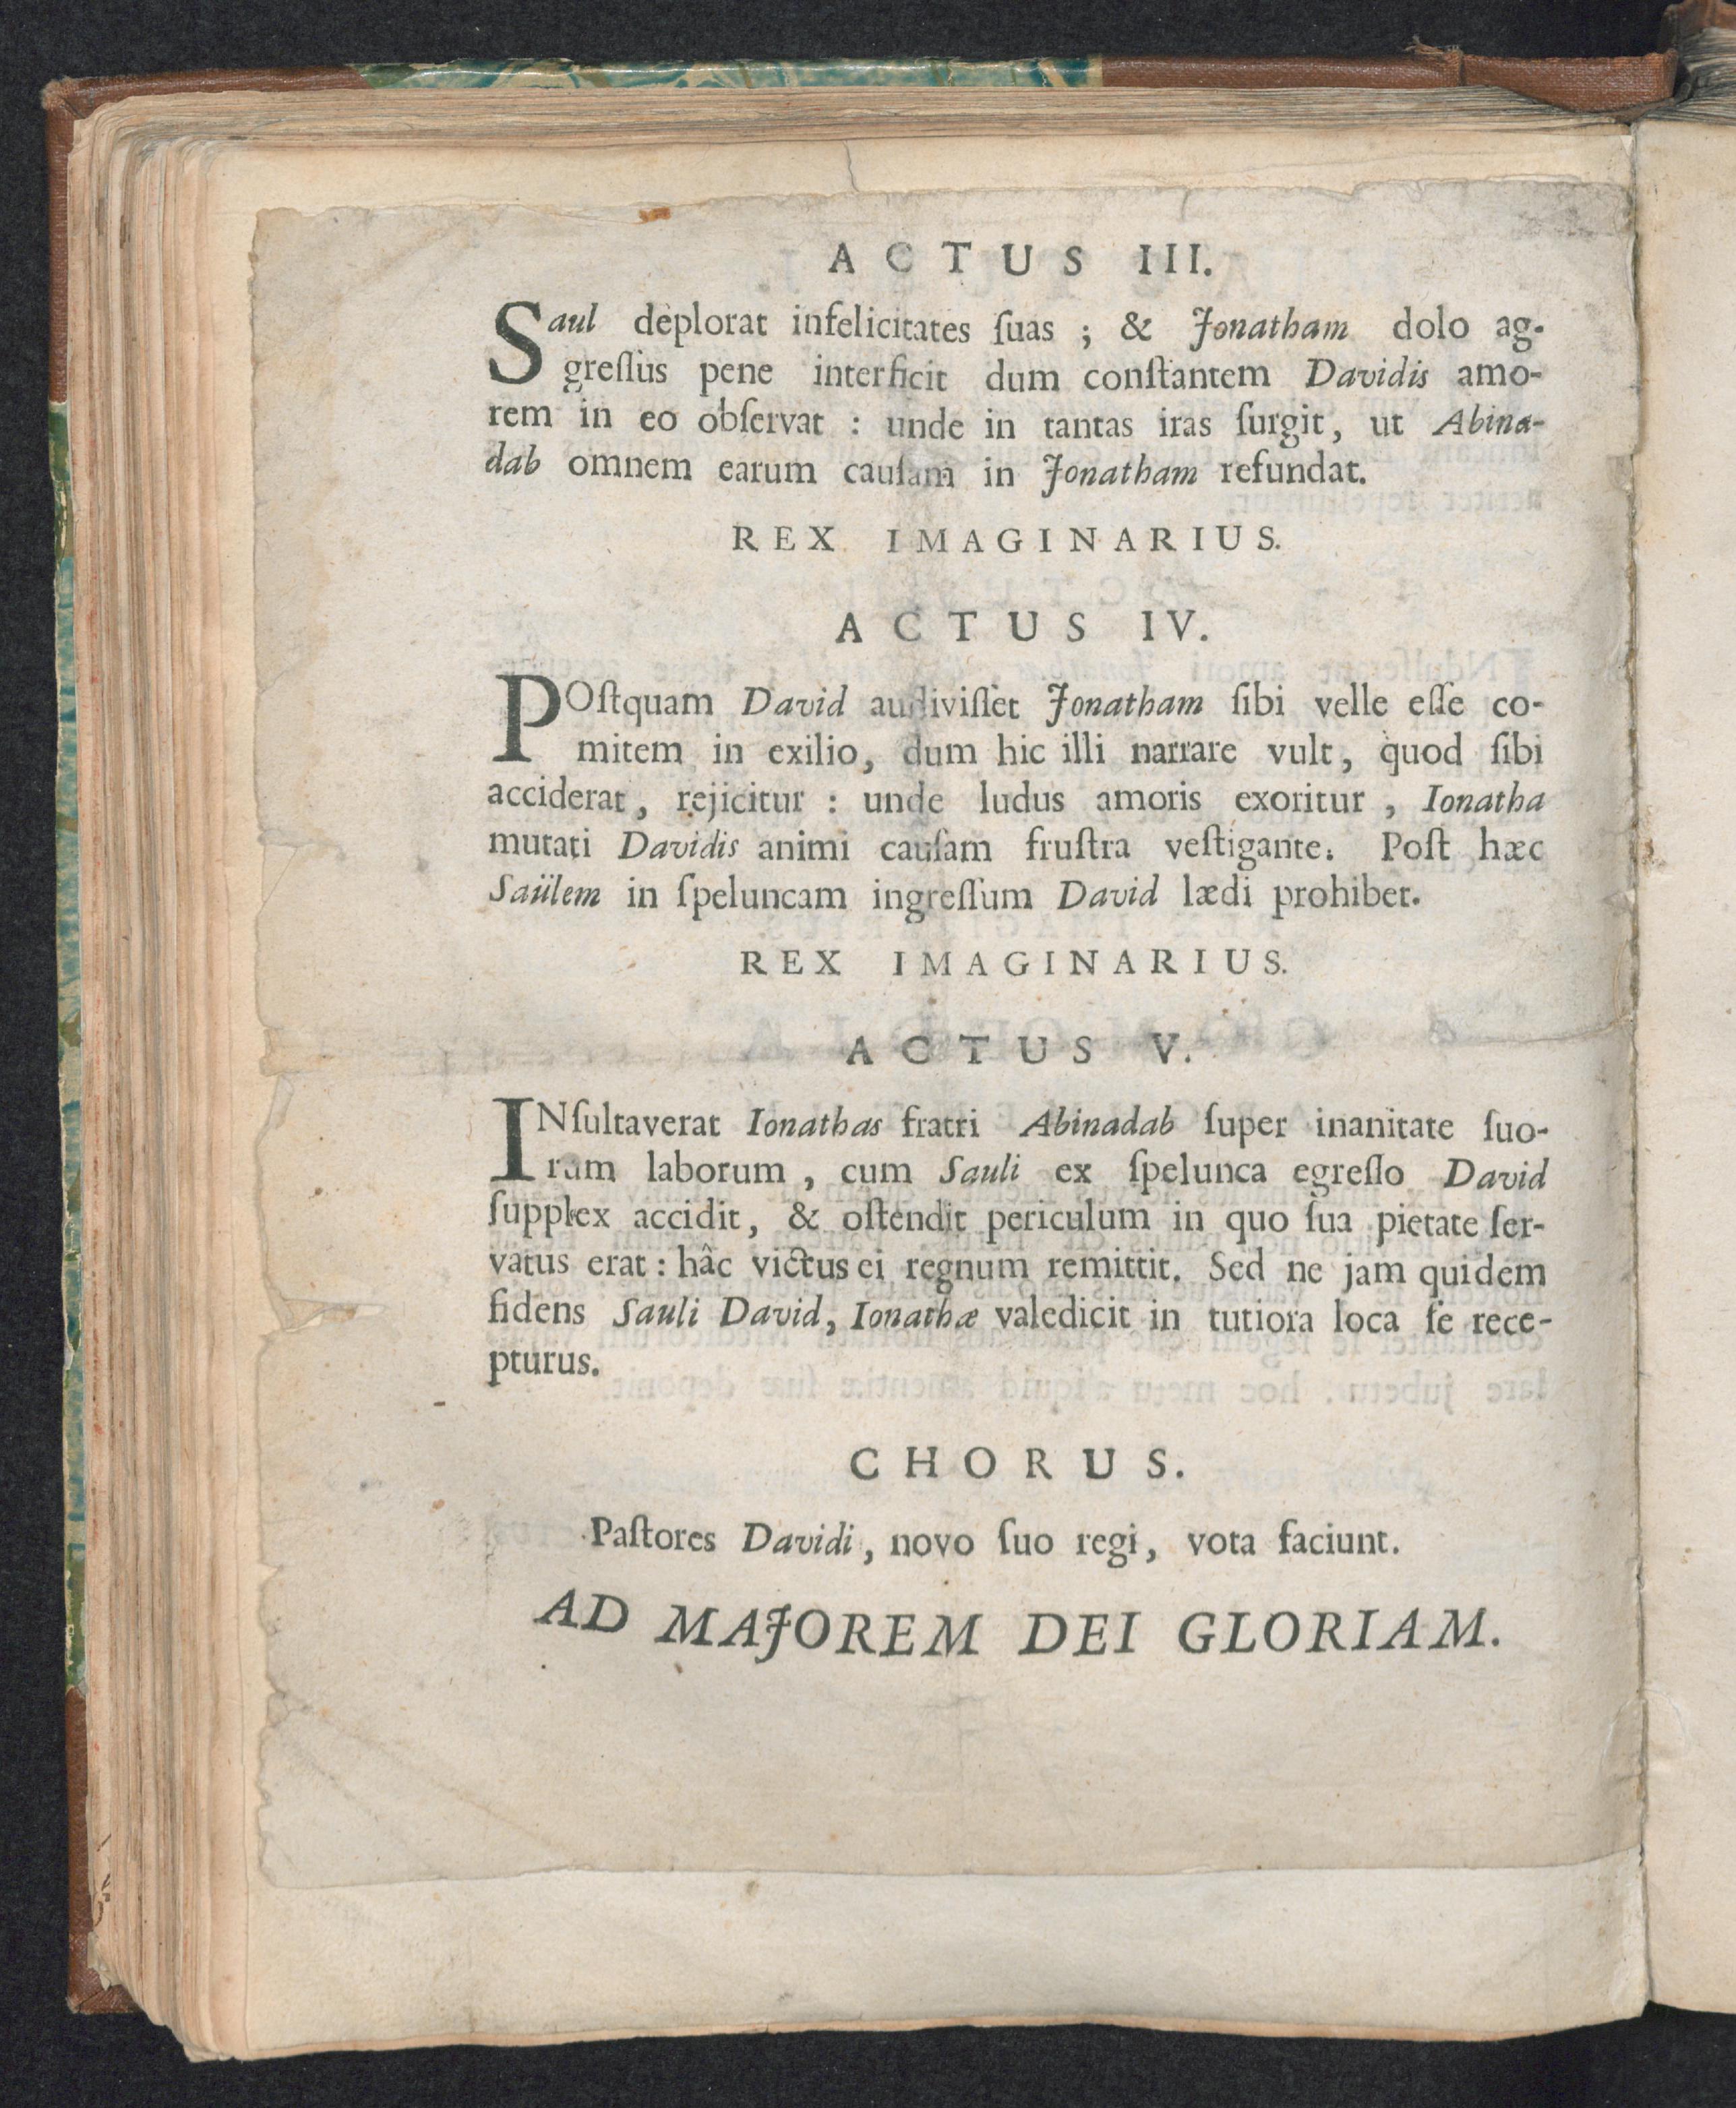 ACTUS III.
Saul deplorat infelicitates ſuas ; & Jonatham dolo ag-
greſſus pene interficit dum conſtantem Davidis amo-
rem in eo obſervat : unde in tantas iras ſurgit, ut Abina-
dab omnem earum cauſam in Jonatham refundat.
REX IMAGINARIUS.
ACTUS IV.
POſtquam David audiviſſet Jonatham ſibi velle eſſe co-
mitem in exilio, dum hic illi narrare vult, quod ſibi
acciderat, rejicitur : unde ludus amoris exoritur , Ionatha
mutati Davidis animi cauſam fruſtra veſtigante. Poſt hæc
Saülem in ſpeluncam ingreſſum David lædi prohibet.
REX IMAGINARIUS.
ACTUS V.
INſultaverat Ionathas fratri Abinadab ſuper inanitate ſuo-
rum laborum , cum Sauli ex ſpelunca egreſſo David
ſupplex accidit, & oſtendit periculum in quo ſua pietate ſer-
vatus erat : hâc victus ei regnum remittit. Sed ne jam quidem
fidens Sauli David, Ionathæ valedicit in tutiora loca ſe rece-
pturus.
CHORUS.
Paſtores Davidi, novo ſuo regi, vota faciunt.
AD MAJOREM DEI GLORIAM.